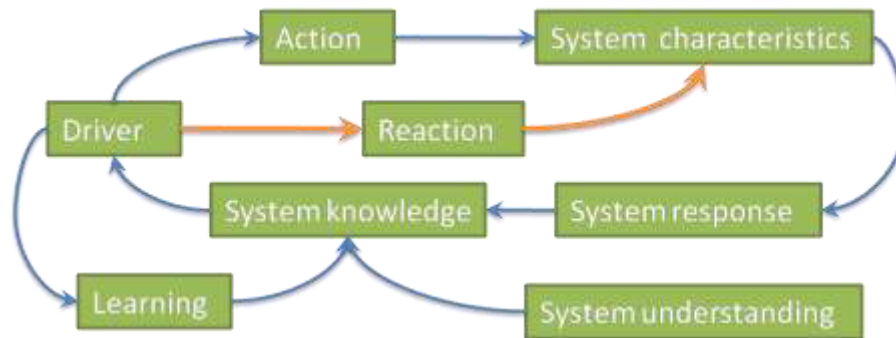 Action
System characteristics
Driver
Reaction
System knowledge
System response
Learning
System understanding